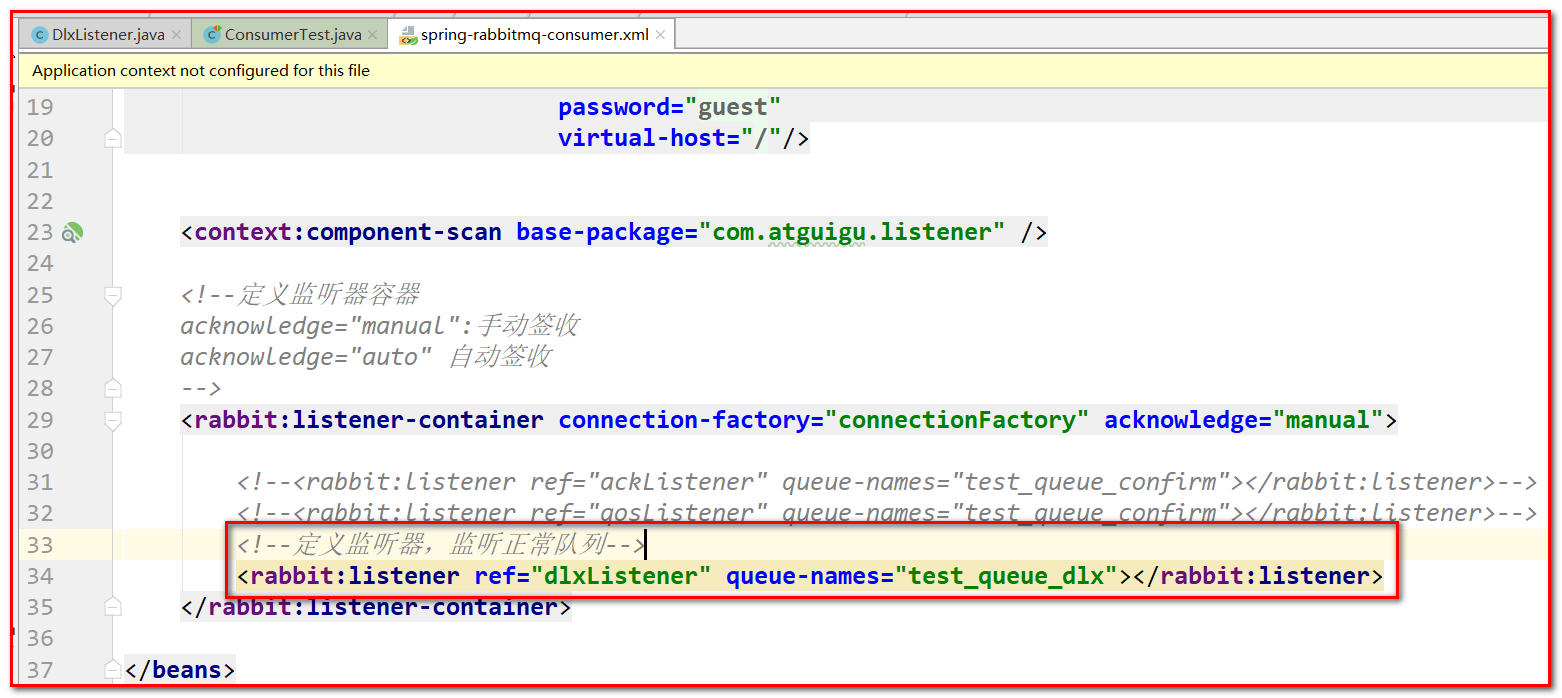 DlxListener.java
ConsumerTest.java
spring-rabbitmq-consumer.xml
Application context not configured for this file
19 password="guest"
20 virtual-host="/"/>
21
22
23 <context:component-scan base-package="com.atguigu.listener" />
24
25 <!--定义监听器容器
26 acknowledge="manual":手动签收
27 acknowledge="auto" 自动签收
28 -->
29 <rabbit:listener-container connection-factory="connectionFactory" acknowledge="manual">
30
31 <!--<rabbit:listener ref="ackListener" queue-names="test_queue_confirm"></rabbit:listener>-->
32 <!--<rabbit:listener ref="qosListener" queue-names="test_queue_confirm"></rabbit:listener>-->
33 <!--定义监听器，监听正常队列-->
34 <rabbit:listener ref="dlxListener" queue-names="test_queue_dlx"></rabbit:listener>
35 </rabbit:listener-container>
36
37 </beans>